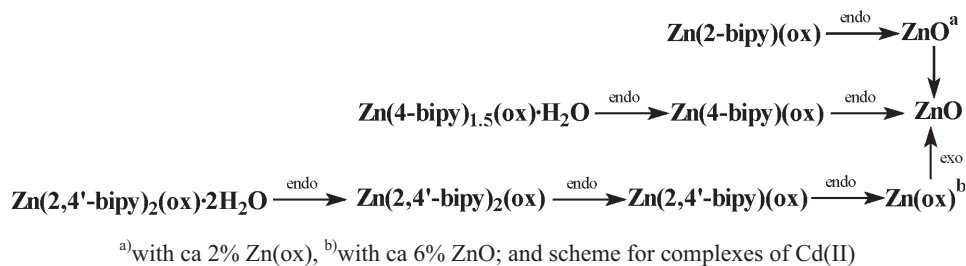 Zn(2-bipy)(ox) endo ZnOᵃ
Zn(4-bipy)₁.₅(ox)·H₂O endo Zn(4-bipy)(ox) endo ZnO
exo
Zn(2,4'-bipy)₂(ox)·2H₂O endo Zn(2,4'-bipy)₂(ox) endo Zn(2,4'-bipy)(ox) endo Zn(ox)ᵇ
ᵃ⁾with ca 2% Zn(ox), ᵇ⁾with ca 6% ZnO; and scheme for complexes of Cd(II)